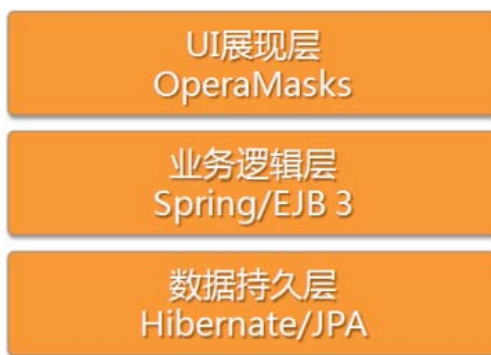 UI展现层
OperaMasks
业务逻辑层
Spring/EJB 3
数据持久层
Hibernate/JPA